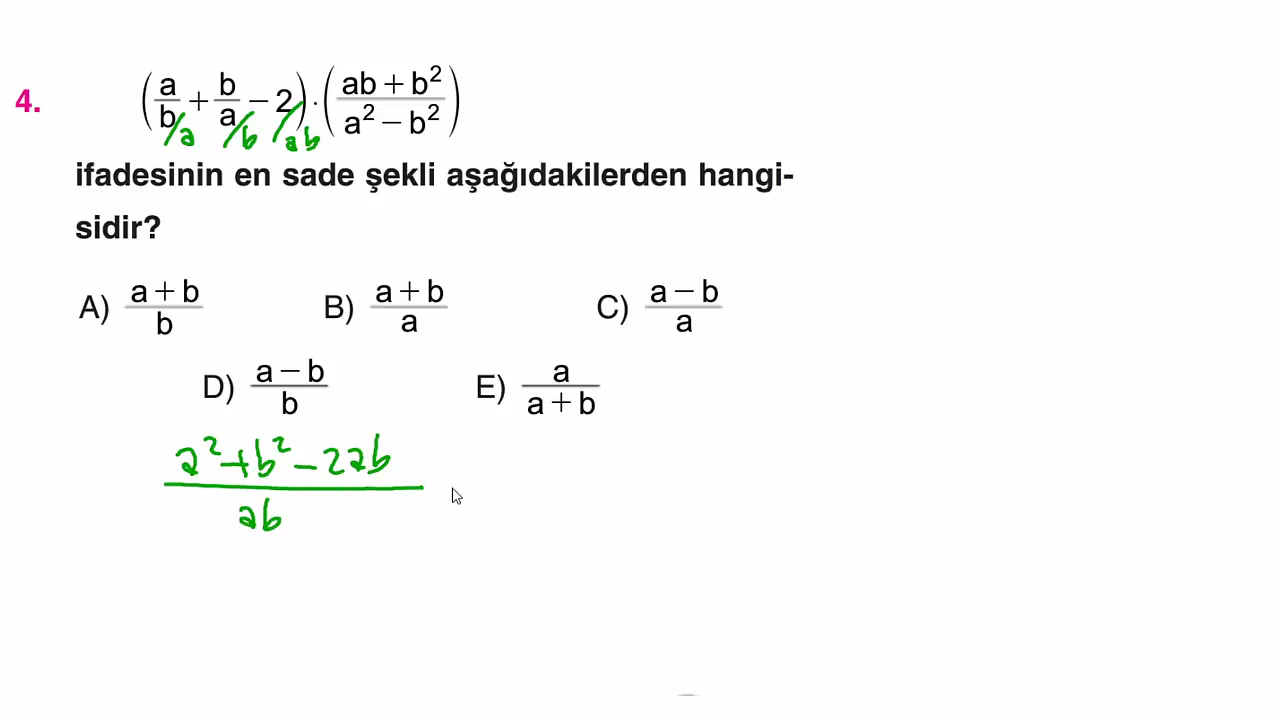 4. (a/b + b/a − 2) · (ab + b² / a² − b²)
/a /b /ab
ifadesinin en sade şekli aşağıdakilerden hangi-
sidir?
A) a + b / b B) a + b / a C) a − b / a
D) a − b / b E) a / a + b
a² + b² − 2ab
ab